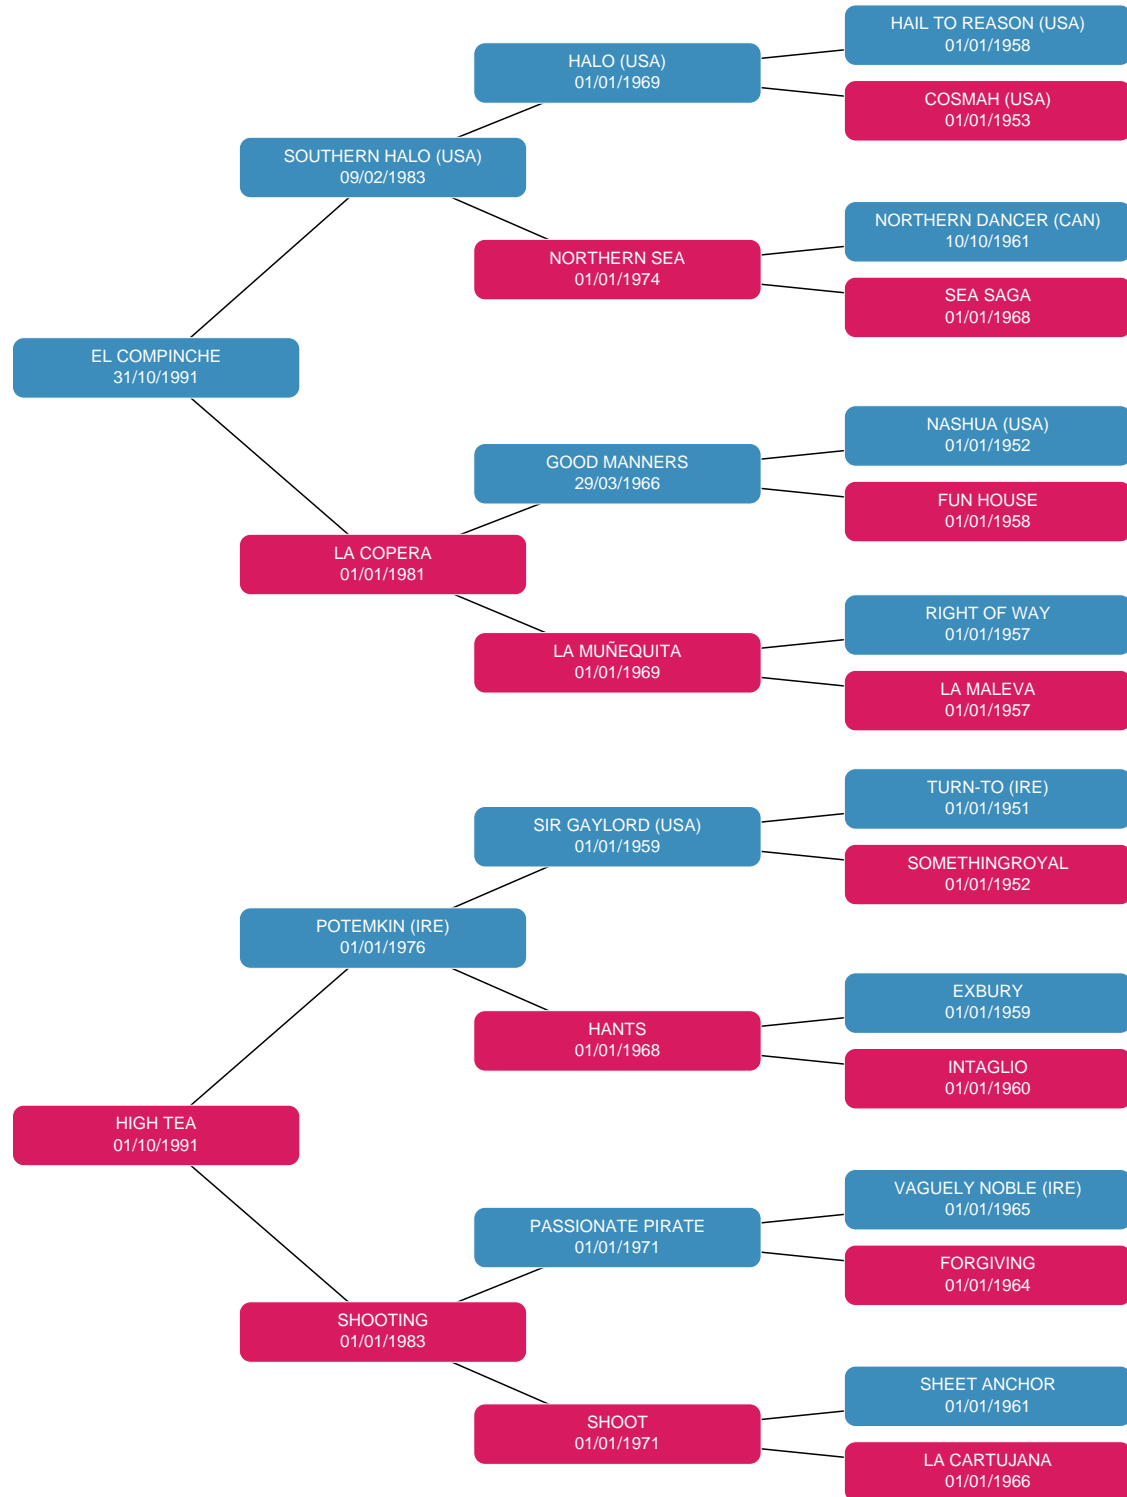 HAIL TO REASON (USA)
01/01/1958
HALO (USA)
01/01/1969
COSMAH (USA)
01/01/1953
SOUTHERN HALO (USA)
09/02/1983
NORTHERN DANCER (CAN)
10/10/1961
NORTHERN SEA
01/01/1974
SEA SAGA
01/01/1968
EL COMPINCHE
31/10/1991
NASHUA (USA)
01/01/1952
GOOD MANNERS
29/03/1966
FUN HOUSE
01/01/1958
LA COPERA
01/01/1981
RIGHT OF WAY
01/01/1957
LA MUÑEQUITA
01/01/1969
LA MALEVA
01/01/1957
TURN-TO (IRE)
01/01/1951
SIR GAYLORD (USA)
01/01/1959
SOMETHINGROYAL
01/01/1952
POTEMKIN (IRE)
01/01/1976
EXBURY
01/01/1959
HANTS
01/01/1968
INTAGLIO
01/01/1960
HIGH TEA
01/10/1991
VAGUELY NOBLE (IRE)
01/01/1965
PASSIONATE PIRATE
01/01/1971
FORGIVING
01/01/1964
SHOOTING
01/01/1983
SHEET ANCHOR
01/01/1961
SHOOT
01/01/1971
LA CARTUJANA
01/01/1966